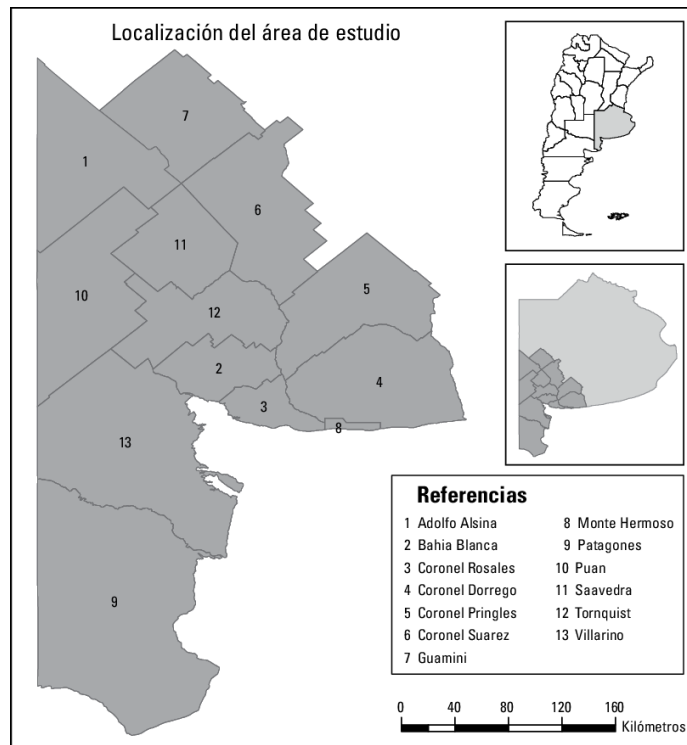 Localización del área de estudio
7
1
6
11
10
5
12
2
4
3
8
13
9
Referencias
1 Adolfo Alsina
2 Bahia Blanca
3 Coronel Rosales
4 Coronel Dorrego
5 Coronel Pringles
6 Coronel Suarez
7 Guamini
8 Monte Hermoso
9 Patagones
10 Puan
11 Saavedra
12 Tornquist
13 Villarino
0 40 80 120 160
Kilómetros